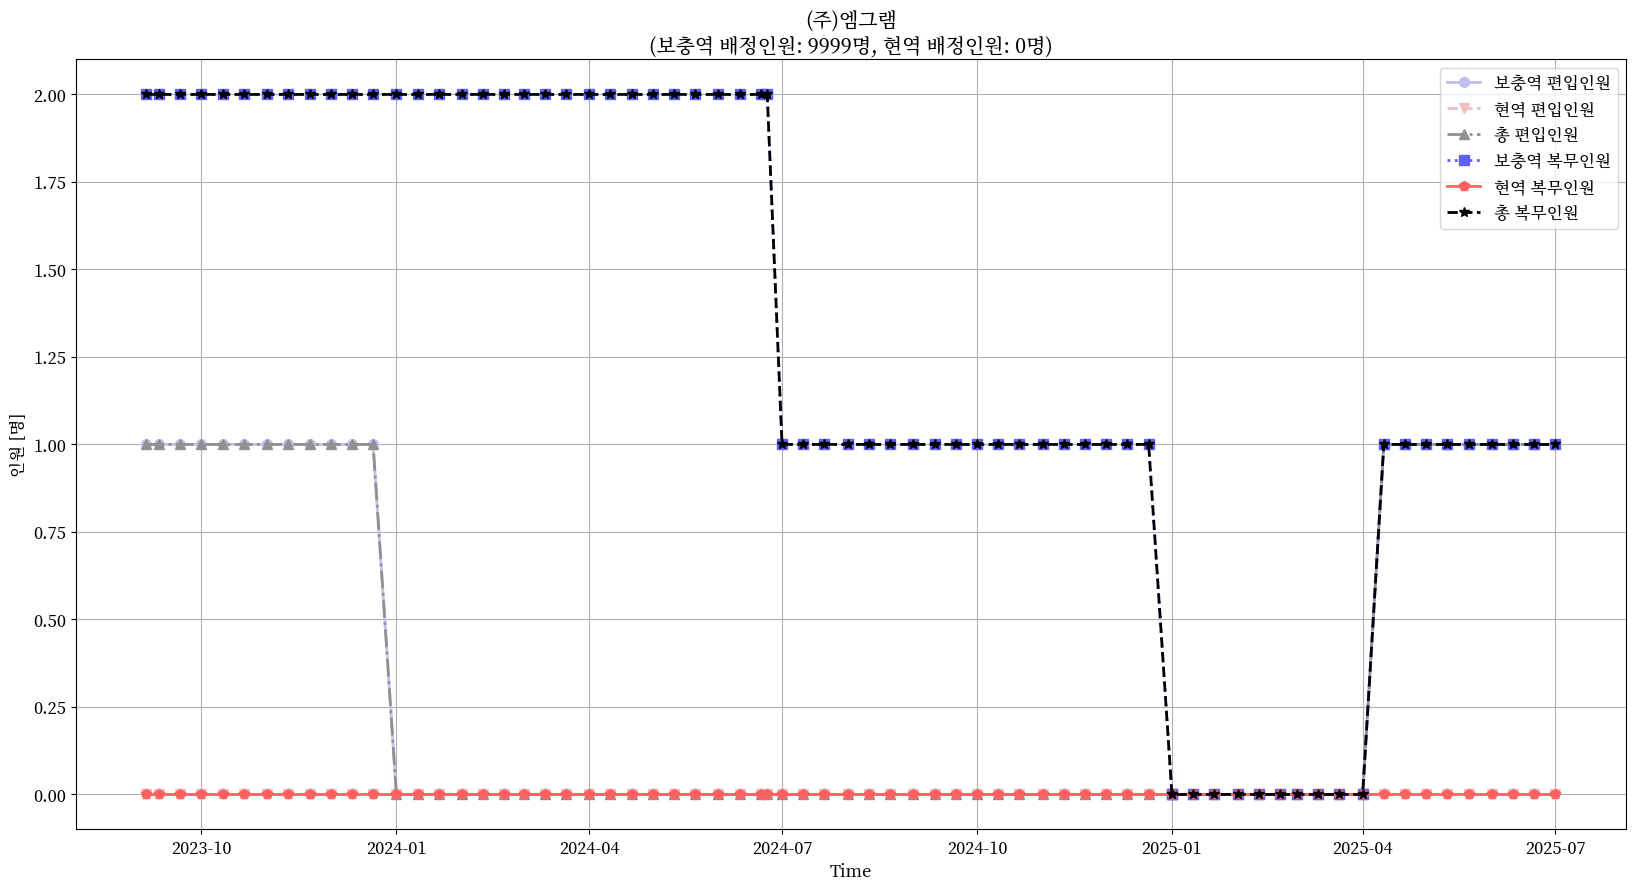 (주)엠그램
(보충역 배정인원: 9999명, 현역 배정인원: 0명)
보충역 편입인원
현역 편입인원
총 편입인원
보충역 복무인원
현역 복무인원
총 복무인원
인원 [명]
2.00
1.75
1.50
1.25
1.00
0.75
0.50
0.25
0.00
2023-10
2024-01
2024-04
2024-07
2024-10
2025-01
2025-04
2025-07
Time